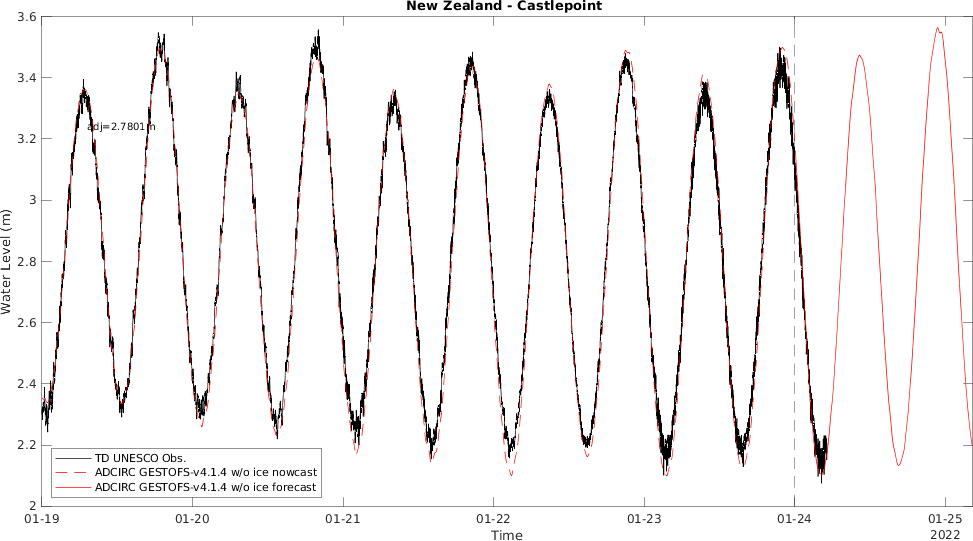 New Zealand - Castlepoint
3.6
3.4
adj=2.7801m
3.2
3
2.8
2.6
2.4
2.2
2
Water Level (m)
TD UNESCO Obs.
ADCIRC GESTOFS-v4.1.4 w/o ice nowcast
ADCIRC GESTOFS-v4.1.4 w/o ice forecast
01-19 01-20 01-21 01-22 01-23 01-24 01-25
Time
2022